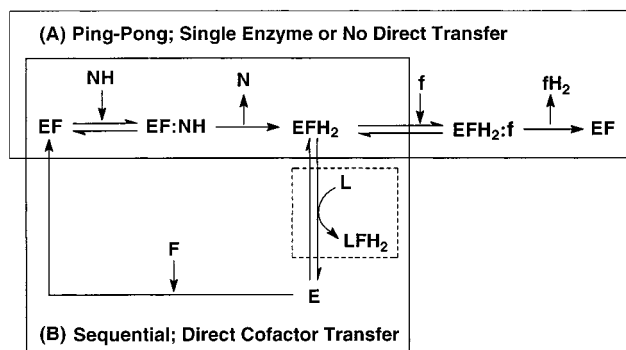 (A) Ping-Pong; Single Enzyme or No Direct Transfer
NH N f fH₂
EF EF:NH EFH₂ EFH₂:f EF
L
LFH₂
F
E
(B) Sequential; Direct Cofactor Transfer